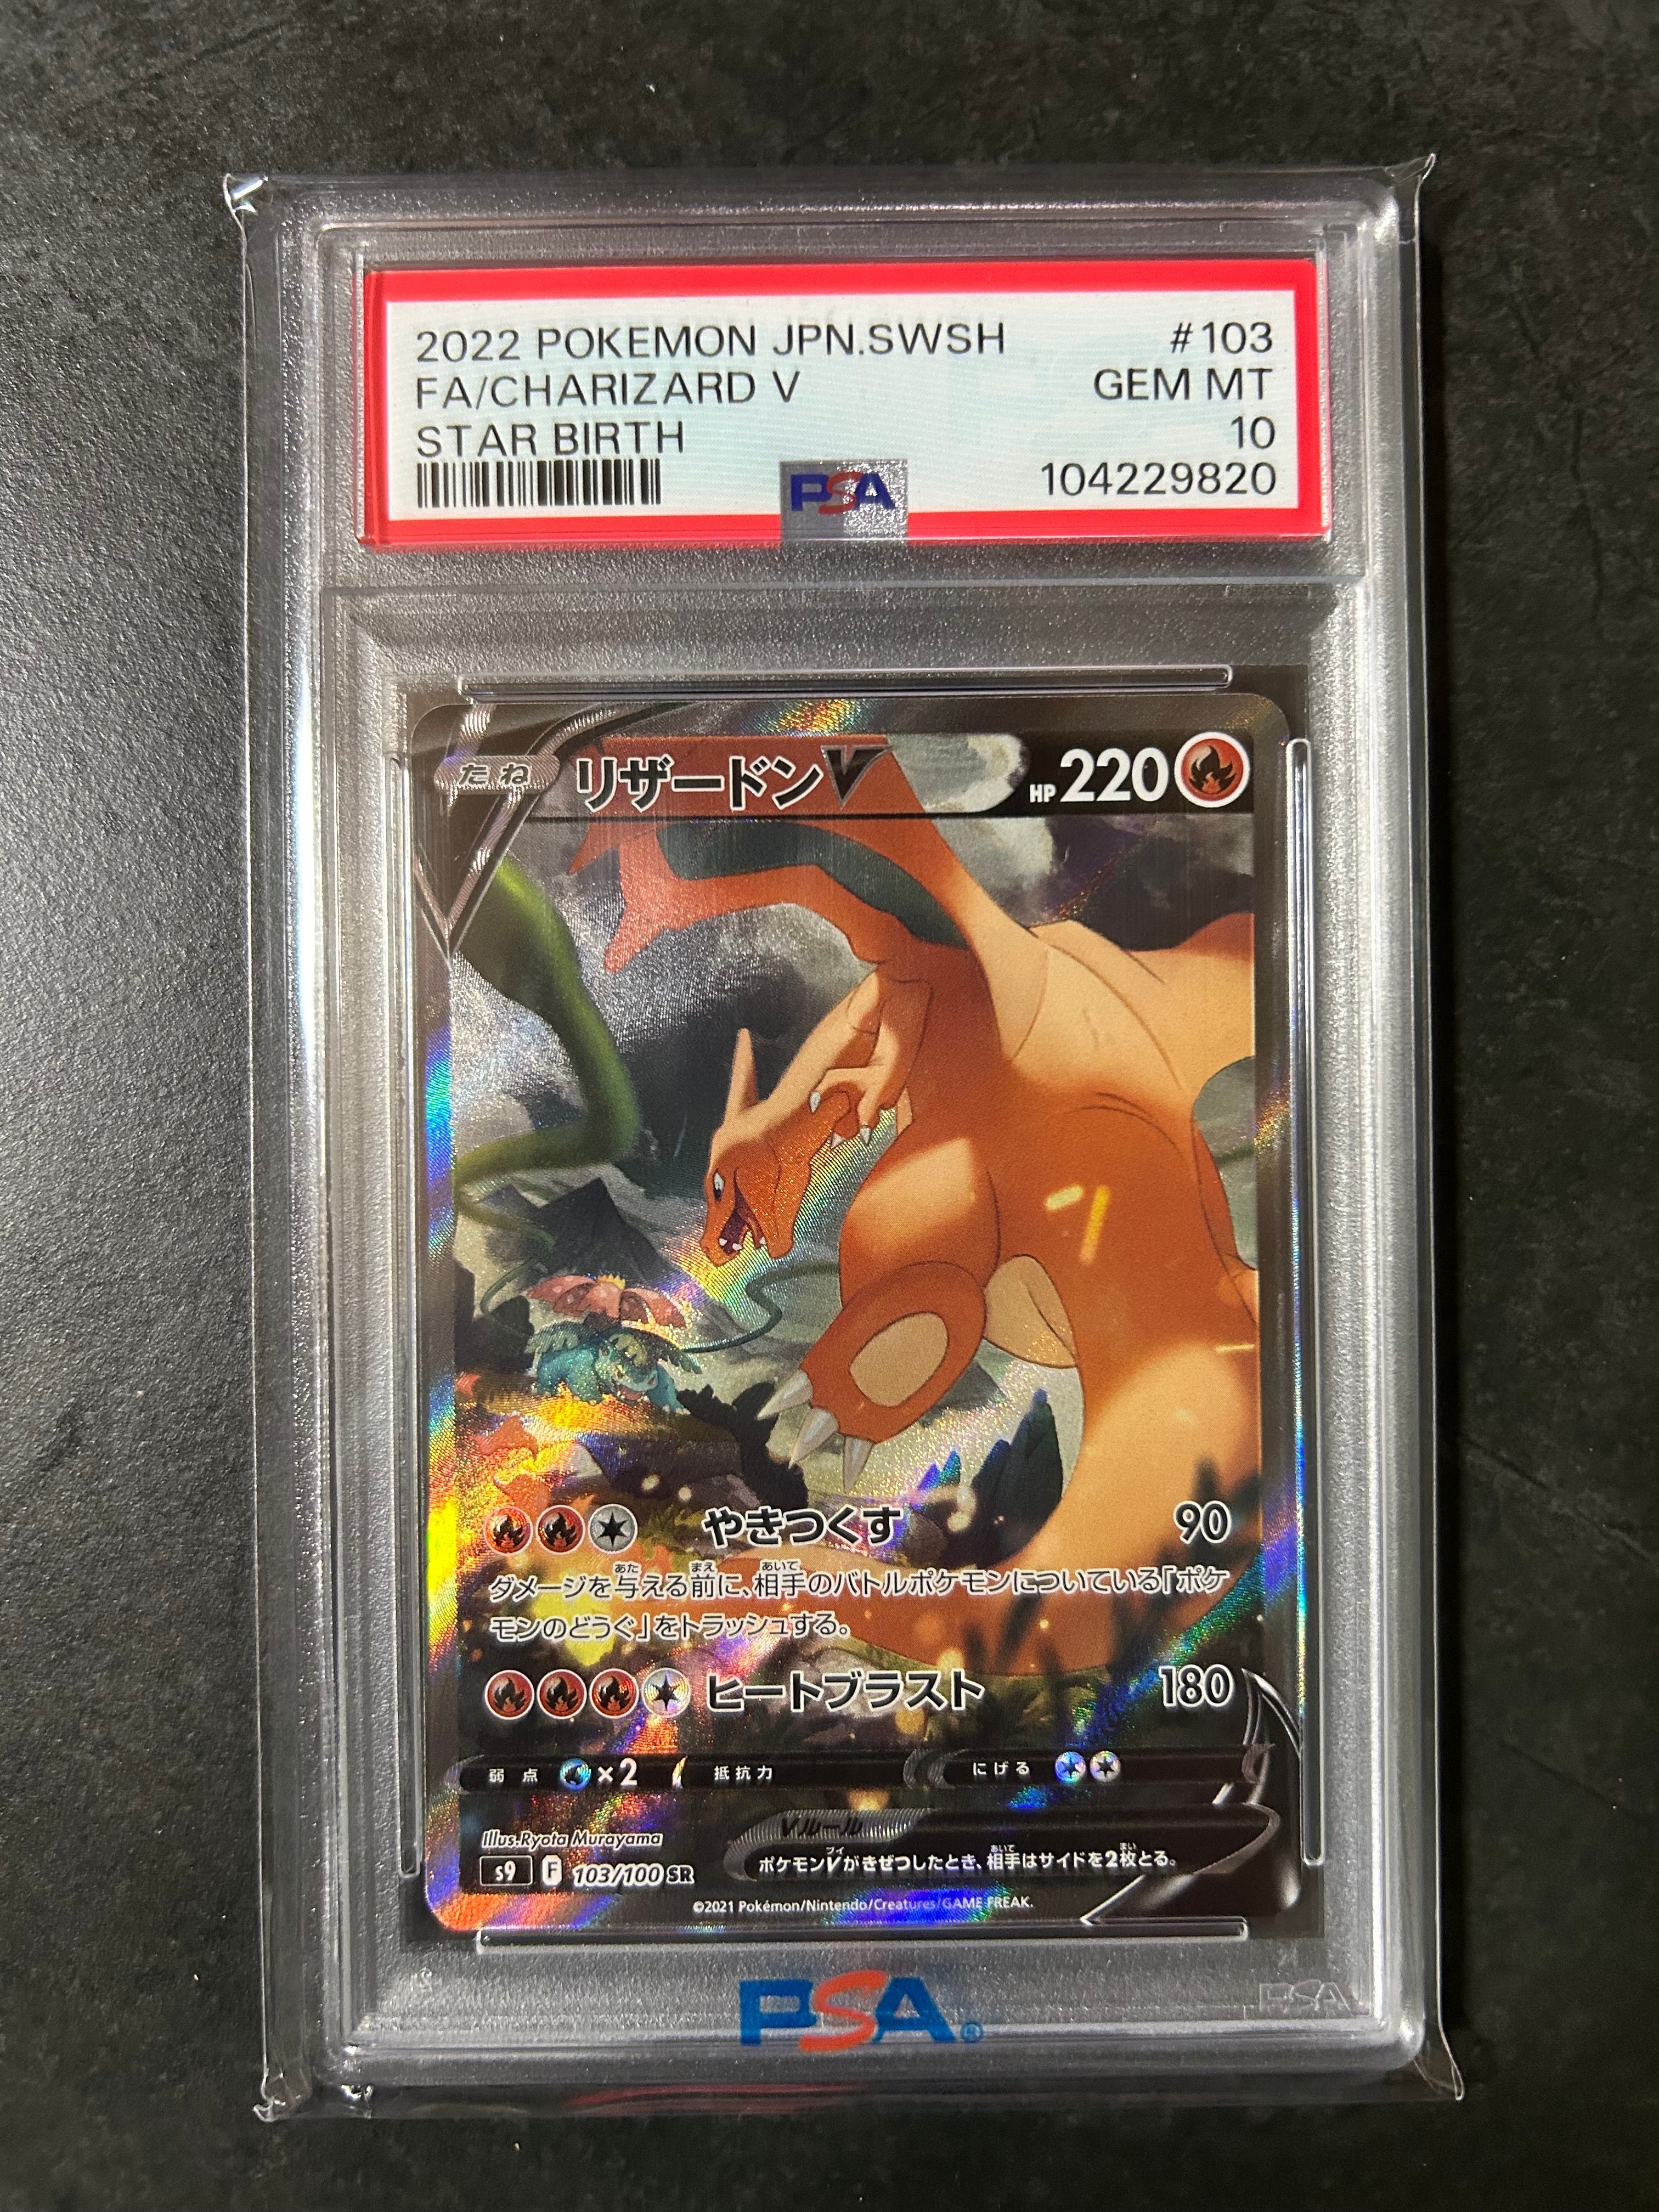 2022 POKEMON JPN.SWSH #103
FA/CHARIZARD V GEM MT
STAR BIRTH 10
PSA 104229820
たね リザードンV HP 220
やきつくす 90
ダメージを与える前に、相手のバトルポケモンについている「ポケ
モンのどうぐ」をトラッシュする。
ヒートブラスト 180
弱点 ×2 抵抗力 にげる
Illus.Ryota Murayama
Vルール
s9 F 103/100 SR
ポケモンVがきぜつしたとき、相手はサイドを2枚とる。
©2021 Pokémon/Nintendo/Creatures/GAME FREAK.
PSA
PSA®